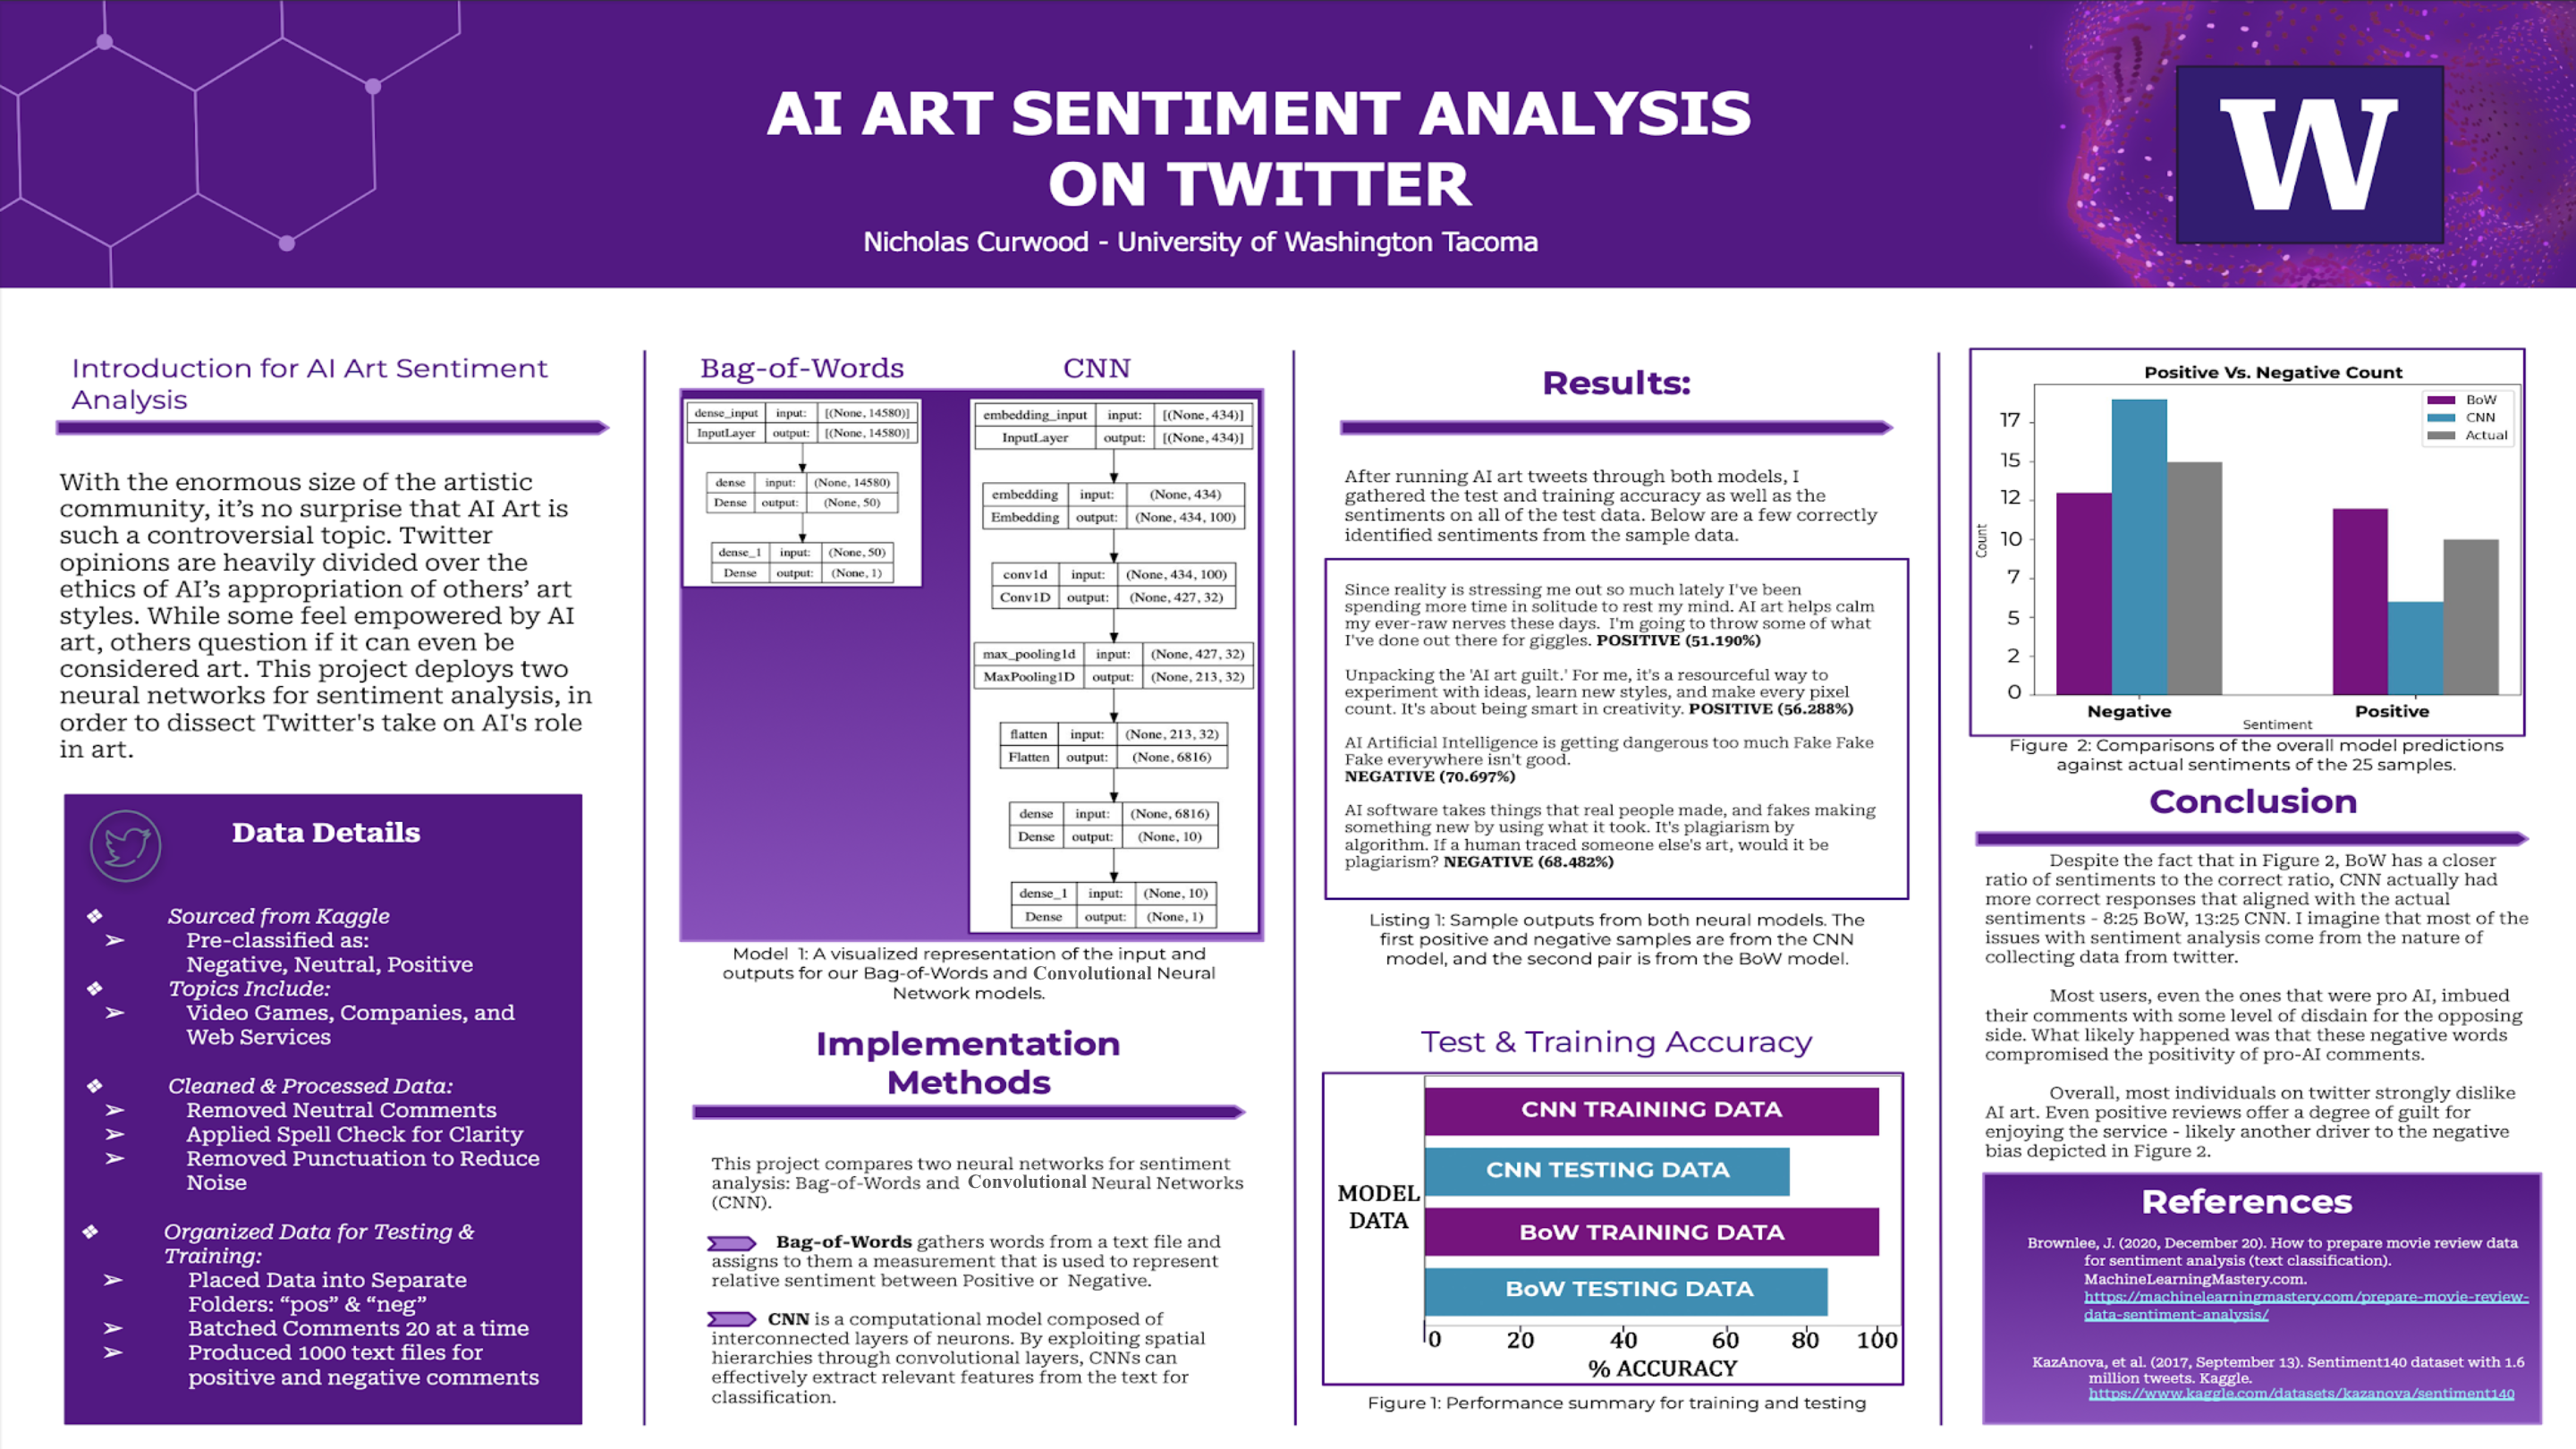 AI ART SENTIMENT ANALYSIS
ON TWITTER
Nicholas Curwood - University of Washington Tacoma
W
Introduction for AI Art Sentiment
Analysis
With the enormous size of the artistic
community, it's no surprise that AI Art is
such a controversial topic. Twitter
opinions are heavily divided over the
ethics of AI's appropriation of others' art
styles. While some feel empowered by AI
art, others question if it can even be
considered art. This project deploys two
neural networks for sentiment analysis, in
order to dissect Twitter's take on AI's role
in art.
Data Details
❖ Sourced from Kaggle
➢ Pre-classified as:
Negative, Neutral, Positive
❖ Topics Include:
➢ Video Games, Companies, and
Web Services
❖ Cleaned & Processed Data:
➢ Removed Neutral Comments
➢ Applied Spell Check for Clarity
➢ Removed Punctuation to Reduce
Noise
❖ Organized Data for Testing &
Training:
➢ Placed Data into Separate
Folders: “pos” & “neg”
➢ Batched Comments 20 at a time
➢ Produced 1000 text files for
positive and negative comments
Bag-of-Words
dense_input input: [(None, 14580)]
InputLayer output: [(None, 14580)]
dense input: (None, 14580)
Dense output: (None, 50)
dense_1 input: (None, 50)
Dense output: (None, 1)
CNN
embedding_input input: [(None, 434)]
InputLayer output: [(None, 434)]
embedding input: (None, 434)
Embedding output: (None, 434, 100)
conv1d input: (None, 434, 100)
Conv1D output: (None, 427, 32)
max_pooling1d input: (None, 427, 32)
MaxPooling1D output: (None, 213, 32)
flatten input: (None, 213, 32)
Flatten output: (None, 6816)
dense input: (None, 6816)
Dense output: (None, 10)
dense_1 input: (None, 10)
Dense output: (None, 1)
Model 1: A visualized representation of the input and
outputs for our Bag-of-Words and Convolutional Neural
Network models.
Implementation
Methods
This project compares two neural networks for sentiment
analysis: Bag-of-Words and Convolutional Neural Networks
(CNN).
Bag-of-Words gathers words from a text file and
assigns to them a measurement that is used to represent
relative sentiment between Positive or Negative.
CNN is a computational model composed of
interconnected layers of neurons. By exploiting spatial
hierarchies through convolutional layers, CNNs can
effectively extract relevant features from the text for
classification.
Results:
After running AI art tweets through both models, I
gathered the test and training accuracy as well as the
sentiments on all of the test data. Below are a few correctly
identified sentiments from the sample data.
Since reality is stressing me out so much lately I've been
spending more time in solitude to rest my mind. AI art helps calm
my ever-raw nerves these days. I'm going to throw some of what
I've done out there for giggles. POSITIVE (51.190%)
Unpacking the 'AI art guilt.' For me, it's a resourceful way to
experiment with ideas, learn new styles, and make every pixel
count. It's about being smart in creativity. POSITIVE (56.288%)
AI Artificial Intelligence is getting dangerous too much Fake Fake
Fake everywhere isn't good.
NEGATIVE (70.697%)
AI software takes things that real people made, and fakes making
something new by using what it took. It's plagiarism by
algorithm. If a human traced someone else's art, would it be
plagiarism? NEGATIVE (68.482%)
Listing 1: Sample outputs from both neural models. The
first positive and negative samples are from the CNN
model, and the second pair is from the BoW model.
Test & Training Accuracy
MODEL
DATA
CNN TRAINING DATA
CNN TESTING DATA
BoW TRAINING DATA
BoW TESTING DATA
0 20 40 60 80 100
% ACCURACY
Figure 1: Performance summary for training and testing
Positive Vs. Negative Count
BoW
CNN
Actual
Count
17
15
12
10
7
5
2
0
Negative Positive
Sentiment
Figure 2: Comparisons of the overall model predictions
against actual sentiments of the 25 samples.
Conclusion
Despite the fact that in Figure 2, BoW has a closer
ratio of sentiments to the correct ratio, CNN actually had
more correct responses that aligned with the actual
sentiments - 8:25 BoW, 13:25 CNN. I imagine that most of the
issues with sentiment analysis come from the nature of
collecting data from twitter.
Most users, even the ones that were pro AI, imbued
their comments with some level of disdain for the opposing
side. What likely happened was that these negative words
compromised the positivity of pro-AI comments.
Overall, most individuals on twitter strongly dislike
AI art. Even positive reviews offer a degree of guilt for
enjoying the service - likely another driver to the negative
bias depicted in Figure 2.
References
Brownlee, J. (2020, December 20). How to prepare movie review data
for sentiment analysis (text classification).
MachineLearningMastery.com.
https://machinelearningmastery.com/prepare-movie-review-
data-sentiment-analysis/
KazAnova, et al. (2017, September 13). Sentiment140 dataset with 1.6
million tweets. Kaggle.
https://www.kaggle.com/datasets/kazanova/sentiment140